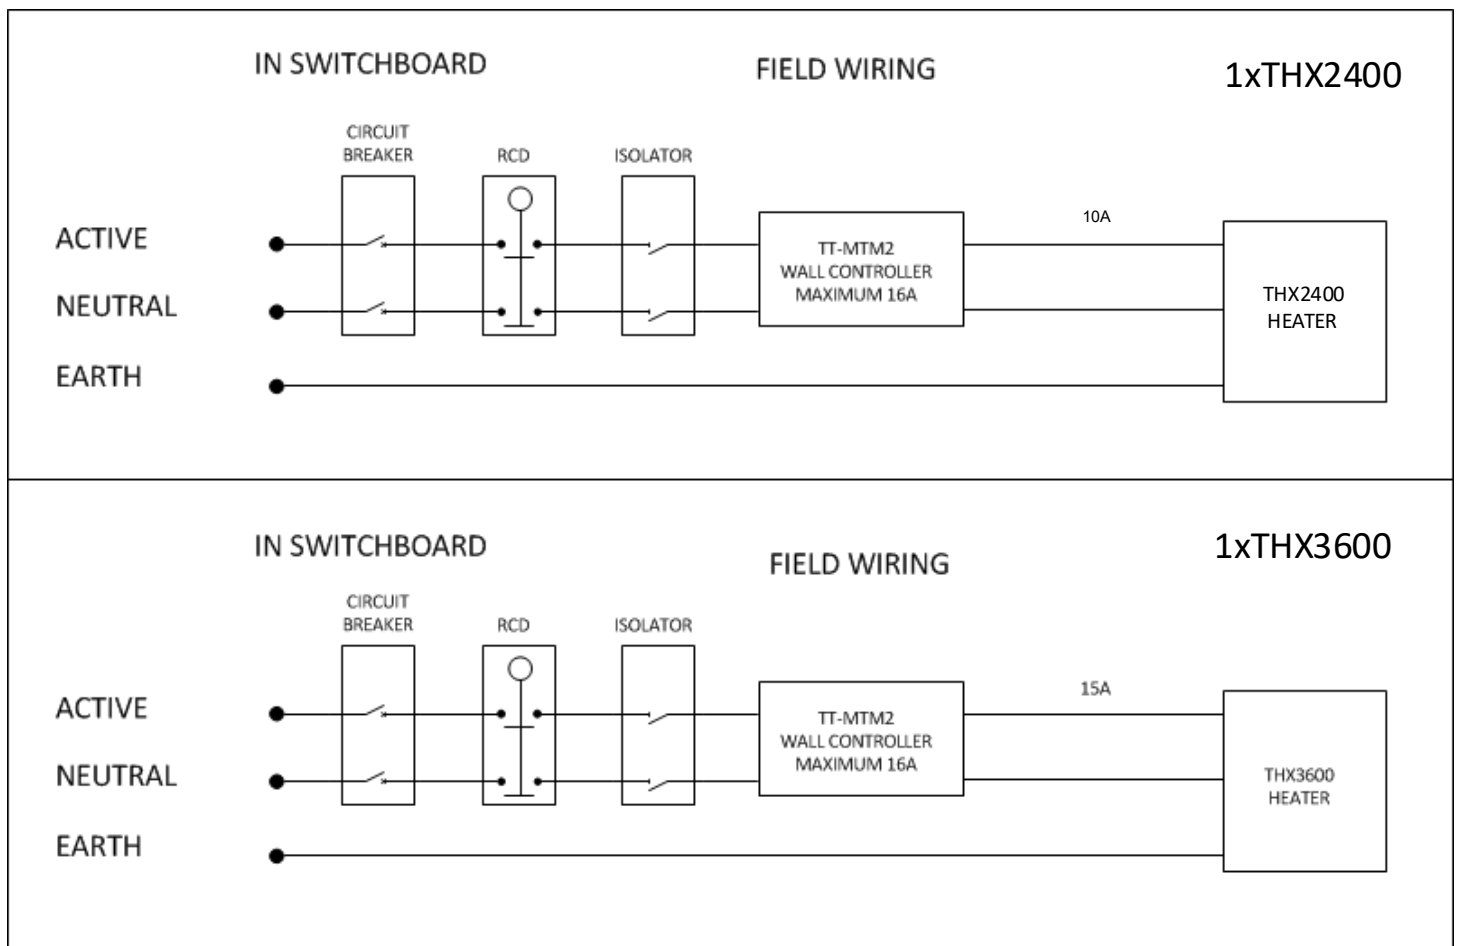 IN SWITCHBOARD
FIELD WIRING
1xTHX2400
CIRCUIT
BREAKER
RCD
ISOLATOR
ACTIVE
NEUTRAL
EARTH
TT-MTM2
WALL CONTROLLER
MAXIMUM 16A
10A
THX2400
HEATER
IN SWITCHBOARD
FIELD WIRING
1xTHX3600
CIRCUIT
BREAKER
RCD
ISOLATOR
ACTIVE
NEUTRAL
EARTH
TT-MTM2
WALL CONTROLLER
MAXIMUM 16A
15A
THX3600
HEATER